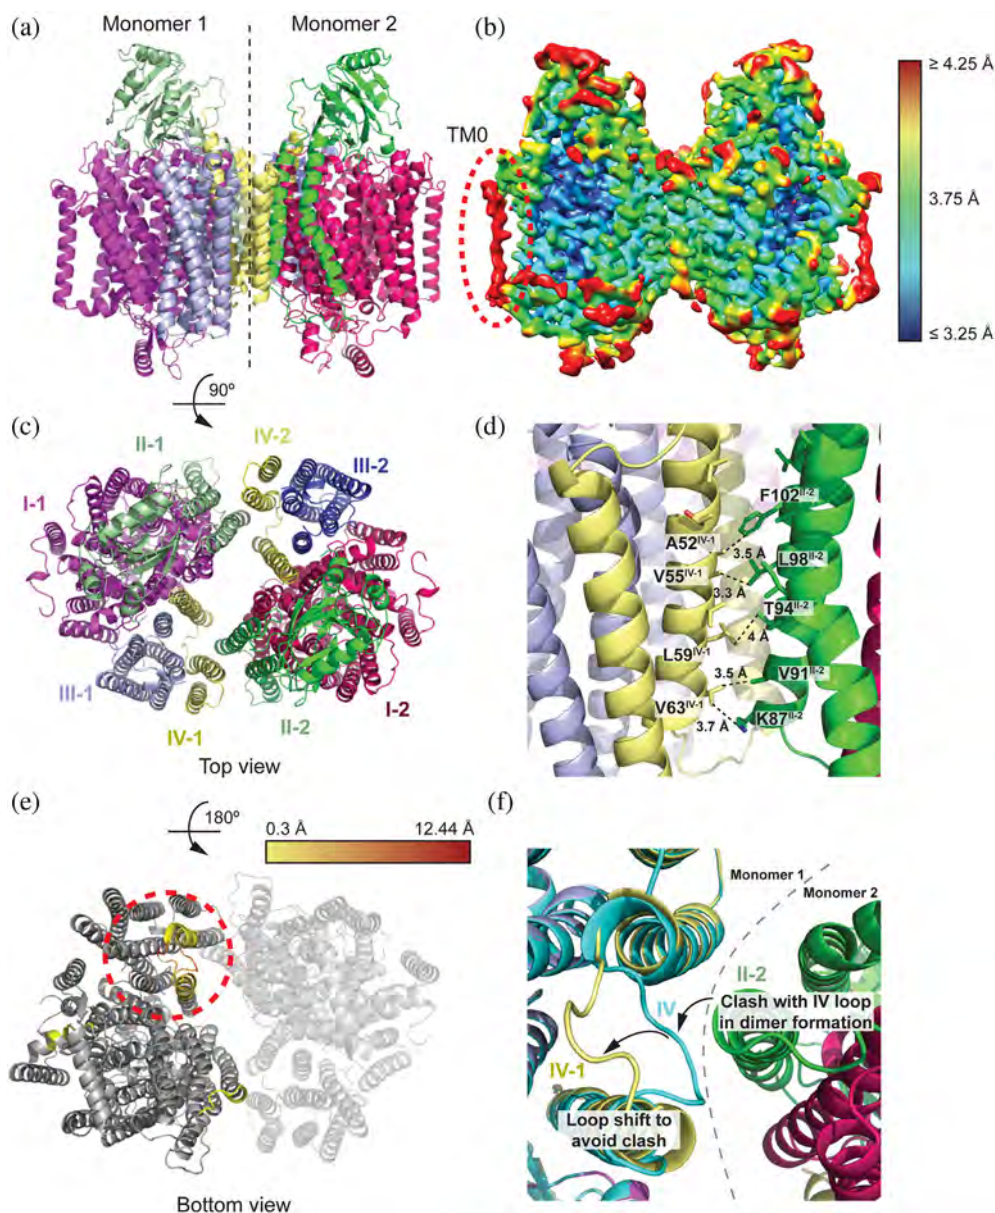 (a)
Monomer 1
Monomer 2
(b)
TM0
≥ 4.25 Å
3.75 Å
≤ 3.25 Å
90º
(c)
II-1
IV-2
III-2
I-1
III-1
IV-1
II-2
I-2
Top view
(d)
F102II-2
A52IV-1
3.5 Å
L98II-2
V55IV-1
3.3 Å
T94II-2
L59IV-1
4 Å
3.5 Å
V91II-2
V63IV-1
3.7 Å
K87II-2
(e)
180º
0.3 Å
12.44 Å
Bottom view
(f)
Monomer 1
Monomer 2
II-2
IV
Clash with IV loop
in dimer formation
IV-1
Loop shift to
avoid clash